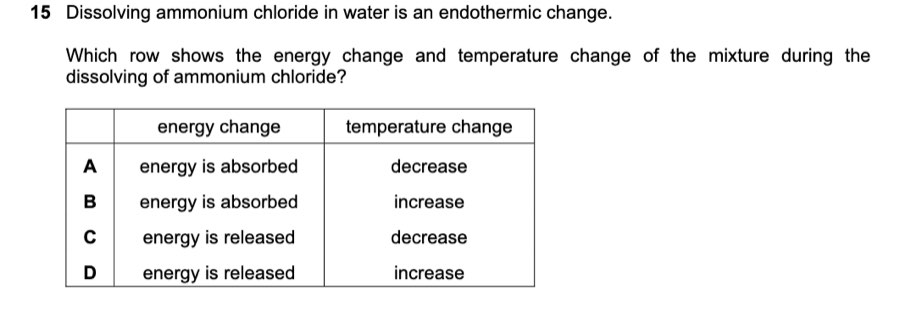 15 Dissolving ammonium chloride in water is an endothermic change.
Which row shows the energy change and temperature change of the mixture during the
dissolving of ammonium chloride?
energy change temperature change
A energy is absorbed decrease
B energy is absorbed increase
C energy is released decrease
D energy is released increase